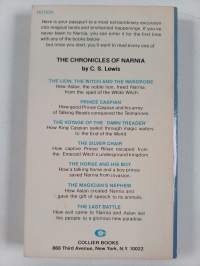 FICTION
Here is your passport to a most extraordinary excursion
into magical lands and enchanted happenings. If you've
never been to Narnia, you can enter it for the first time
with any of the books below
but once you start, you'll want to read every one of
THE CHRONICLES OF NARNIA
by C. S. Lewis
THE LION, THE WITCH AND THE WARDROBE
How Aslan, the noble lion, freed Narnia
from the spell of the White Witch
PRINCE CASPIAN
How good Prince Caspian and his army
of Talking Beasts conquered the Telmarines
THE VOYAGE OF THE "DAWN TREADER"
How King Caspian sailed through magic waters
to the End of the World.
THE SILVER CHAIR
How captive Prince Rilian escaped from
the Emerald Witch's underground kingdom
THE HORSE AND HIS BOY
How a talking horse and a boy prince
saved Narnia from invasion.
THE MAGICIAN'S NEPHEW
How Aslan created Narnia and
gave the gift of speech to its animals.
THE LAST BATTLE
How evil came to Narnia and Aslan led
his people to a glorious new paradise.
COLLIER BOOKS
866 Third Avenue, New York, N.Y. 10022